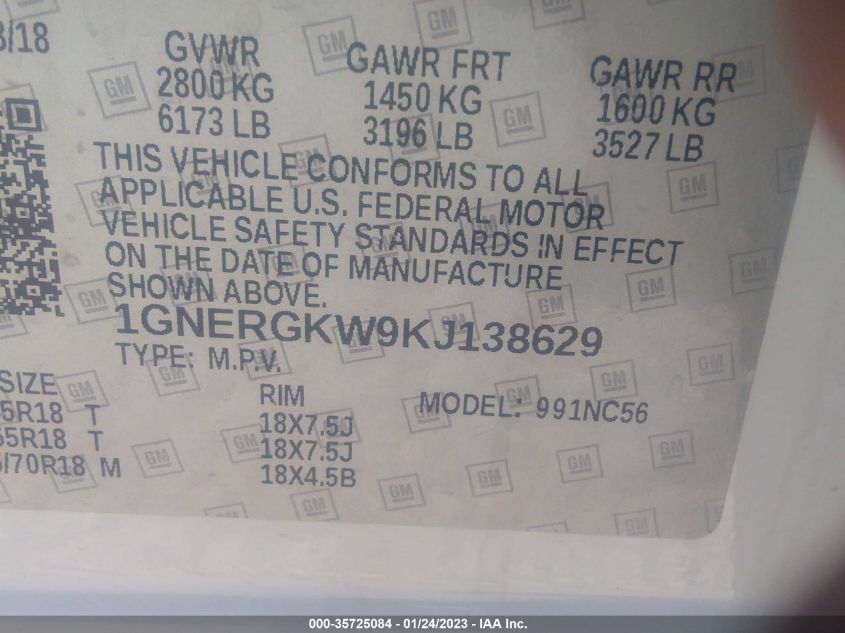 /18
GVWR GAWR FRT GAWR RR
2800 KG 1450 KG 1600 KG
6173 LB 3196 LB 3527 LB
THIS VEHICLE CONFORMS TO ALL
APPLICABLE U.S. FEDERAL MOTOR
VEHICLE SAFETY STANDARDS IN EFFECT
ON THE DATE OF MANUFACTURE
SHOWN ABOVE.
1GNERGKW9KJ138629
TYPE: M.P.V.
SIZE RIM MODEL: 991NC56
5R18 T 18X7.5J
5R18 T 18X7.5J
/70R18 M 18X4.5B
GM
000-35725084 - 01/24/2023 - IAA Inc.